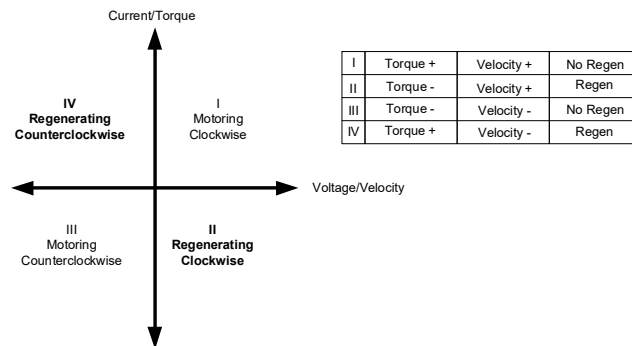 Current/Torque
IV
Regenerating
Counterclockwise
I
Motoring
Clockwise
Voltage/Velocity
III
Motoring
Counterclockwise
II
Regenerating
Clockwise
I Torque + Velocity + No Regen
II Torque - Velocity + Regen
III Torque - Velocity - No Regen
IV Torque + Velocity - Regen